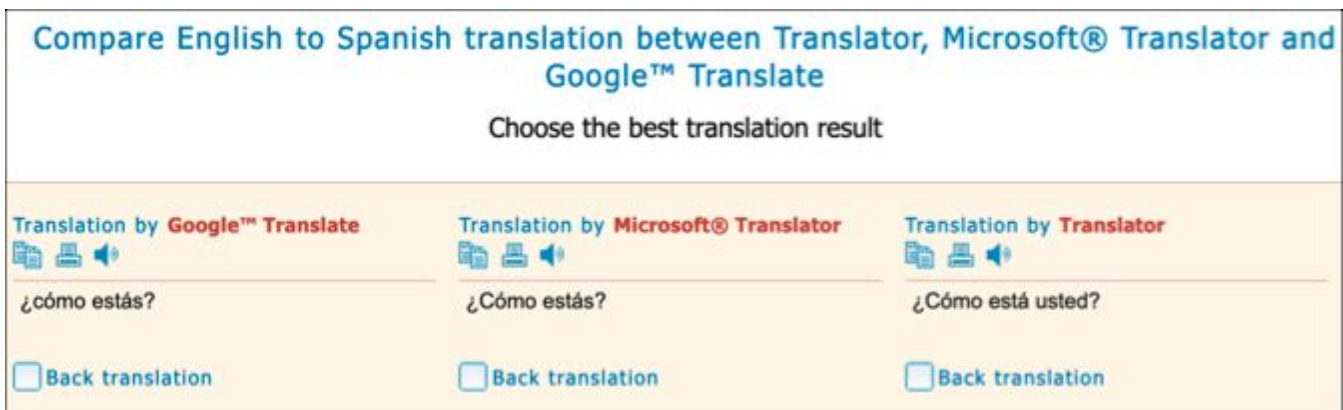 Compare English to Spanish translation between Translator, Microsoft® Translator and
Google™ Translate
Choose the best translation result
Translation by Google™ Translate
¿cómo estás?
Back translation
Translation by Microsoft® Translator
¿Cómo estás?
Back translation
Translation by Translator
¿Cómo está usted?
Back translation